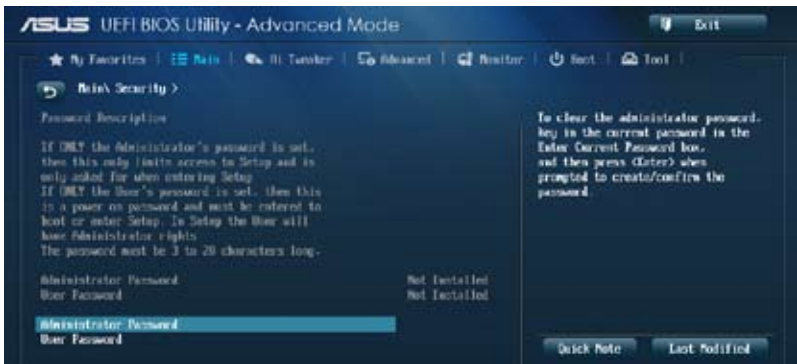 ASUS UEFI BIOS Utility - Advanced Mode
Exit
My Favorites | Main | Ai Tweaker | Advanced | Monitor | Boot | Tool
Main\ Security >
Password Description
If ONLY the Administrator's password is set,
then this only limits access to Setup and is
only asked for when entering Setup
If ONLY the User's password is set, then this
is a power on password and must be entered to
boot or enter Setup. In Setup the User will
have Administrator rights
The password must be 3 to 20 characters long.
Administrator Password Not Installed
User Password Not Installed
Administrator Password
User Password
To clear the administrator password,
key in the current password in the
Enter Current Password box,
and then press <Enter> when
prompted to create/confirm the
password.
Quick Note
Last Modified